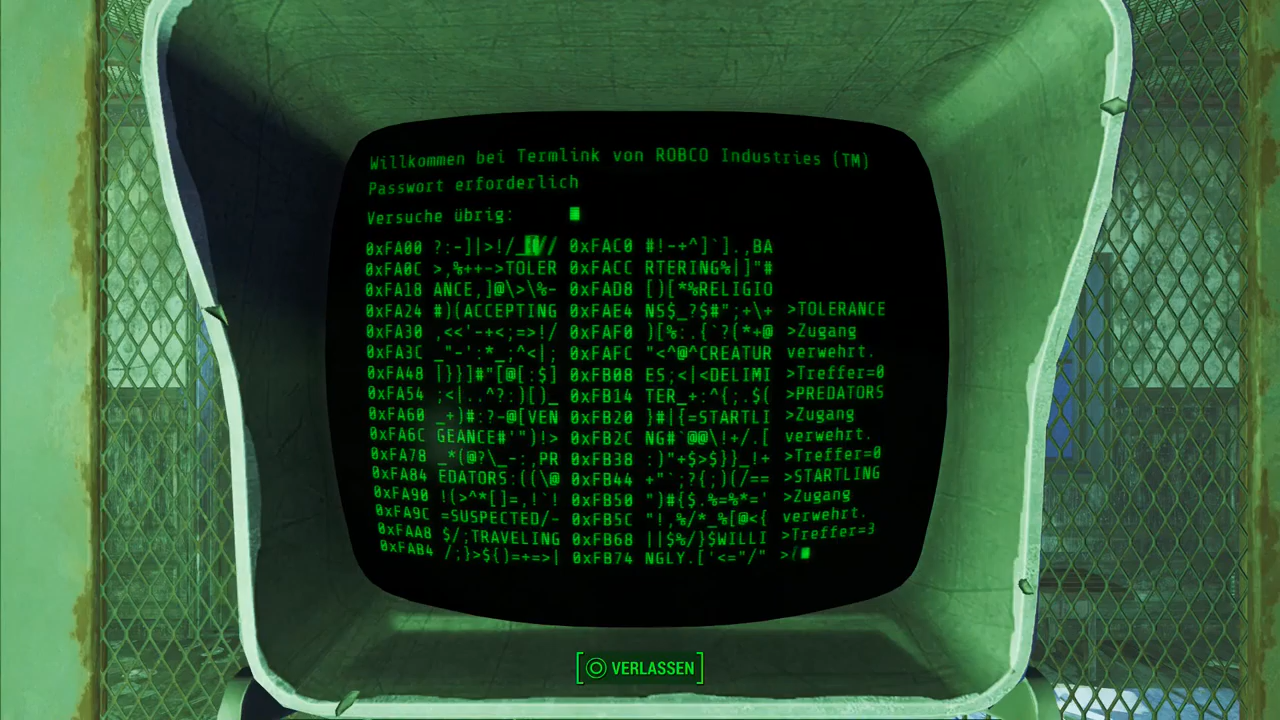 Willkommen bei Termlink von ROBCO Industries (TM)
Passwort erforderlich
Versuche übrig:
0xFA00 ?:-]|>!/_{(// 0xFAC0 #!-+^]`].,BA
0xFA0C >,%++->TOLER 0xFACC RTERING%|]"#
0xFA18 ANCE,]@\>\%- 0xFAD8 [)[*%RELIGIO
0xFA24 #)(ACCEPTING 0xFAE4 NS$_?$#";+\+ >TOLERANCE
0xFA30 ,<<'-+<;=>!/ 0xFAF0 )[%:.{`?(*+@ >Zugang
0xFA3C _"-':*_;^<|; 0xFAFC "<^@^CREATUR verwehrt.
0xFA48 |}}]#"[@[:$] 0xFB08 ES;<|<DELIMI >Treffer=0
0xFA54 ;<|..^?:)[)_ 0xFB14 TER_+:^{;.$( >PREDATORS
0xFA60 _+)#:?-@[VEN 0xFB20 }#|{=STARTLI >Zugang
0xFA6C GEANCE#'")!> 0xFB2C NG#`@@\!+/.[ verwehrt.
0xFA78 _*(@?\_-:,PR 0xFB38 :)"+$>$}}_!+ >Treffer=0
0xFA84 EDATORS:((\@ 0xFB44 +"`;?{;)(/== >STARTLING
0xFA90 !(>^*[]=,!`! 0xFB50 ")#{$.%=%*=' >Zugang
0xFA9C =SUSPECTED/- 0xFB5C "!,%/*_%[@<{ verwehrt.
0xFAA8 $/;TRAVELING 0xFB68 ||$%/}$WILLI >Treffer=3
0xFAB4 /;}>${)=+=>| 0xFB74 NGLY.['<="/" >(
VERLASSEN